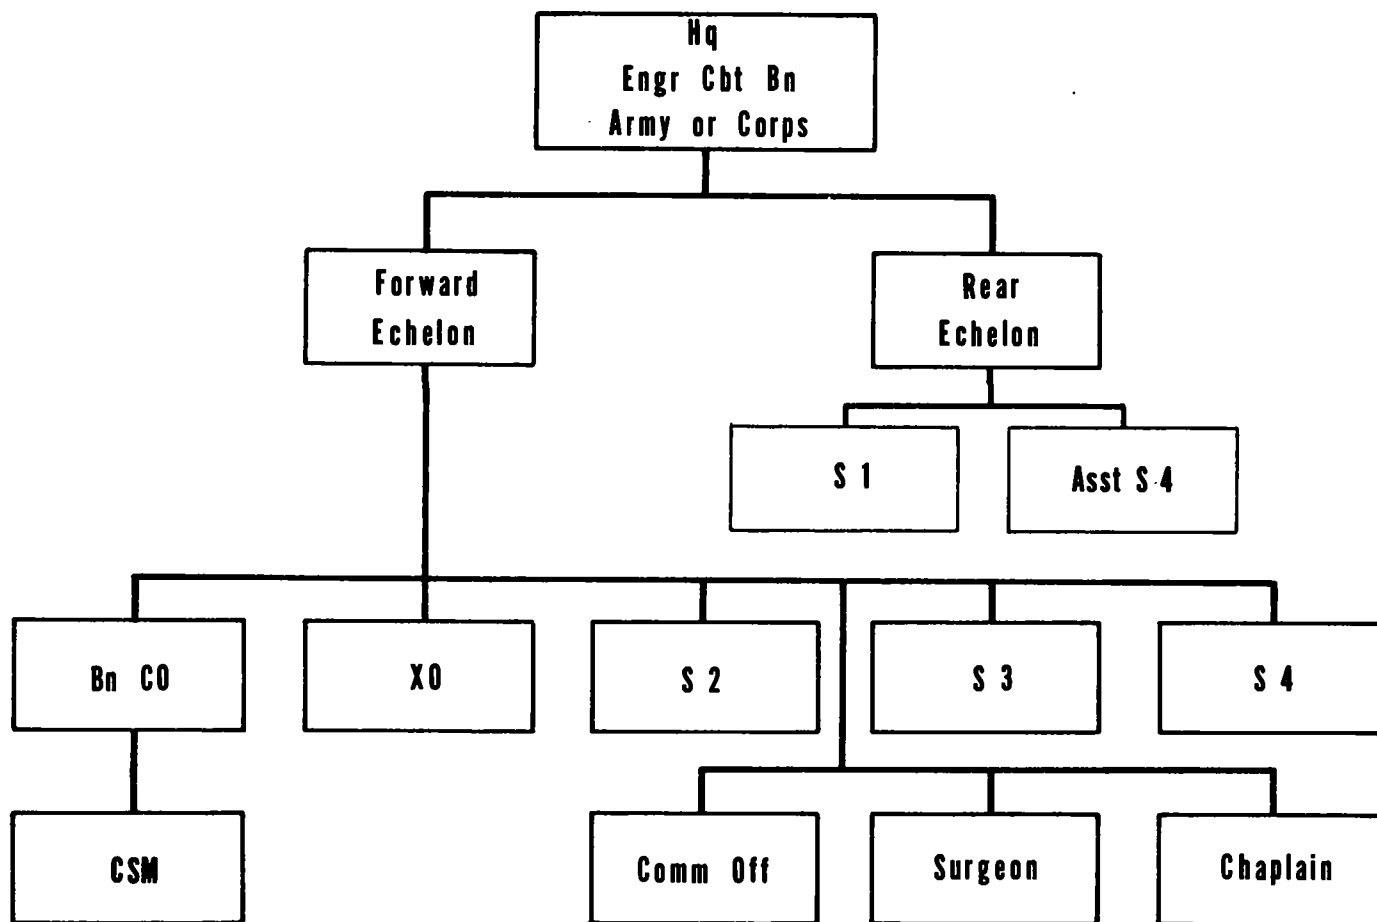 Hq
Engr Cbt Bn
Army or Corps
Forward
Echelon
Rear
Echelon
S 1
Asst S 4
Bn CO
XO
S 2
S 3
S 4
CSM
Comm Off
Surgeon
Chaplain